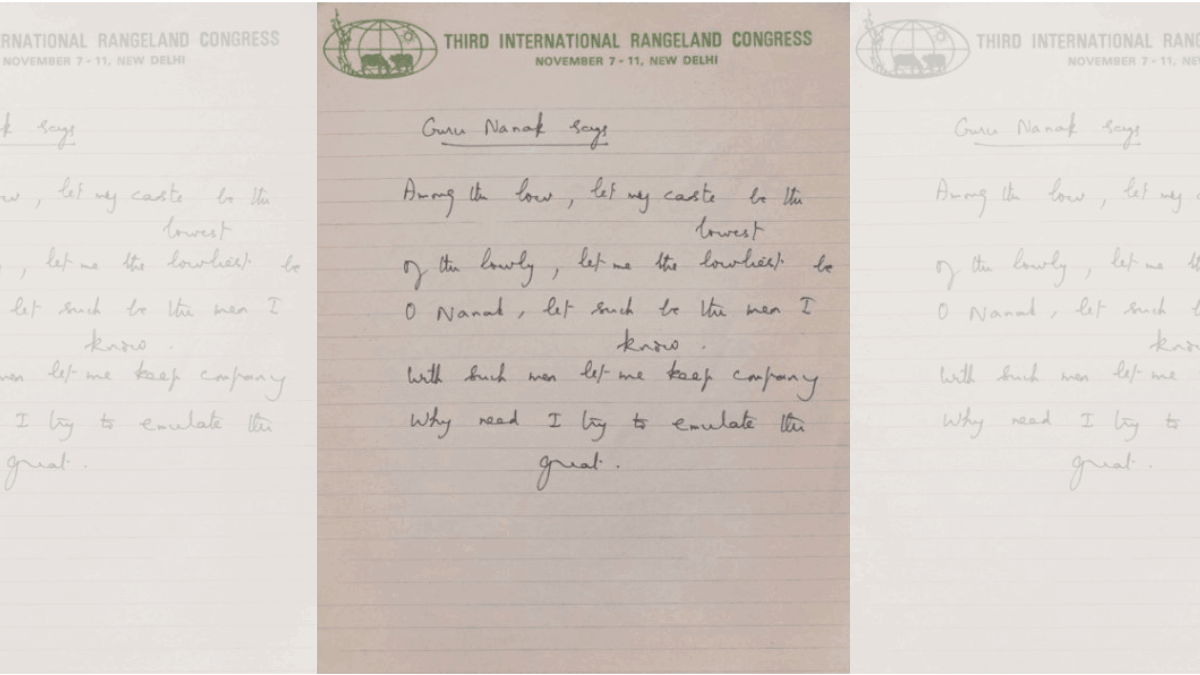 THIRD INTERNATIONAL RANGELAND CONGRESS
NOVEMBER 7 - 11, NEW DELHI
Guru Nanak says
Among the low, let my caste be the
lowest
of the lowly, let me the lowliest be
O Nanak, let such be the men I
know.
With such men let me keep company
Why need I try to emulate the
great.